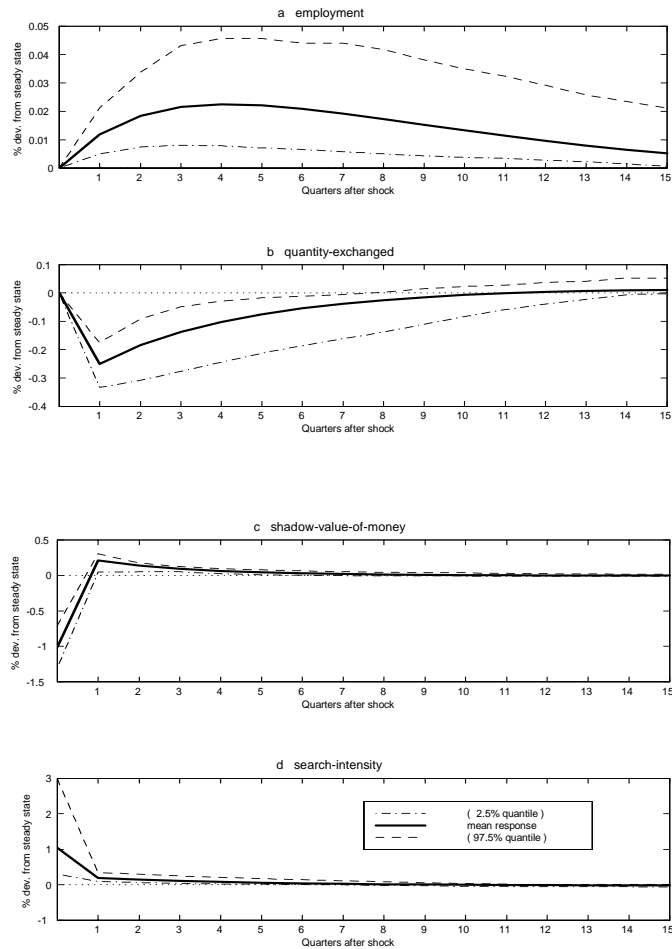 a employment
0.05
0.04
0.03
0.02
0.01
0
% dev. from steady state
0 1 2 3 4 5 6 7 8 9 10 11 12 13 14 15
Quarters after shock
b quantity-exchanged
0.1
0
-0.1
-0.2
-0.3
-0.4
% dev. from steady state
1 2 3 4 5 6 7 8 9 10 11 12 13 14 15
Quarters after shock
c shadow-value-of-money
0.5
0
-0.5
-1
-1.5
% dev. from steady state
1 2 3 4 5 6 7 8 9 10 11 12 13 14 15
Quarters after shock
d search-intensity
3
2
1
0
-1
% dev. from steady state
( 2.5% quantile )
mean response
( 97.5% quantile )
1 2 3 4 5 6 7 8 9 10 11 12 13 14 15
Quarters after shock